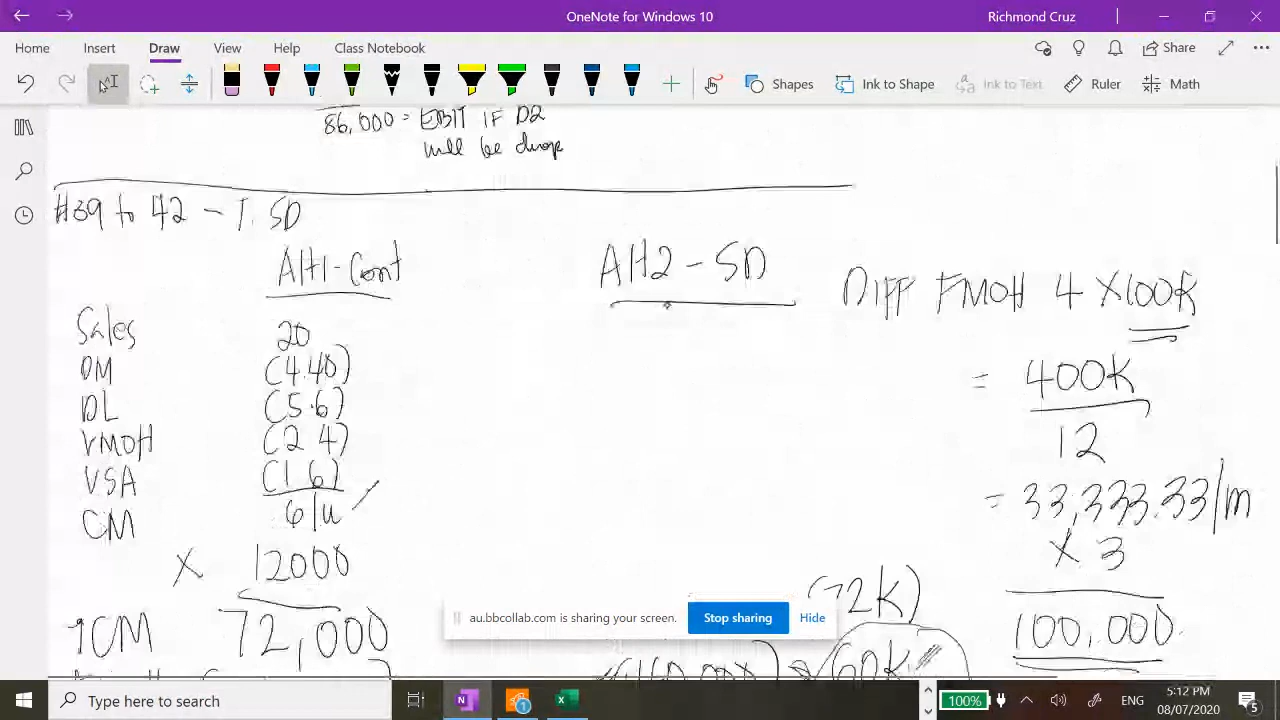 OneNote for Windows 10
Richmond Cruz
Home Insert Draw View Help Class Notebook
Share
Shapes Ink to Shape Ink to Text Ruler Math
86,000 = EBIT IF D2
will be drop
#39 to 42 - T. SD
Alt1-Cont
Alt2 - SD
DIFF FMOH 4 X 100K
Sales 20
DM (4.40)
= 400K
DL (5.6)
12
VMOH (2 4)
VSA (1 6)
= 33,333.33/m
CM 6/u
X 3
X 12000
(72K)
TCM 72,000
100,000
au.bbcollab.com is sharing your screen.
Stop sharing
Hide
60K
Type here to search
1
100%
ENG
5:12 PM
08/07/2020
5